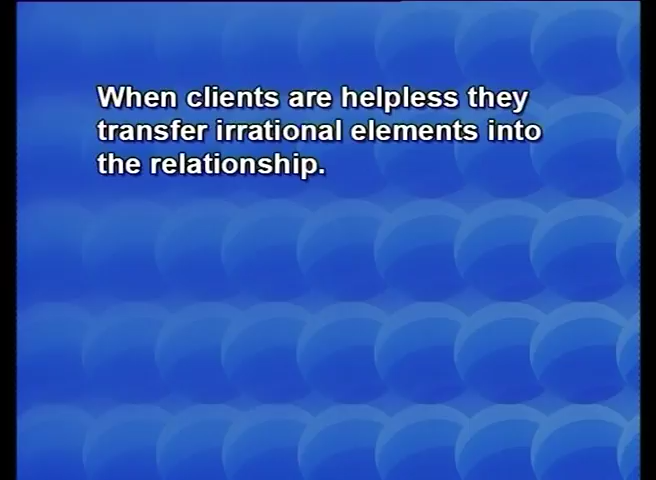 When clients are helpless they
transfer irrational elements into
the relationship.